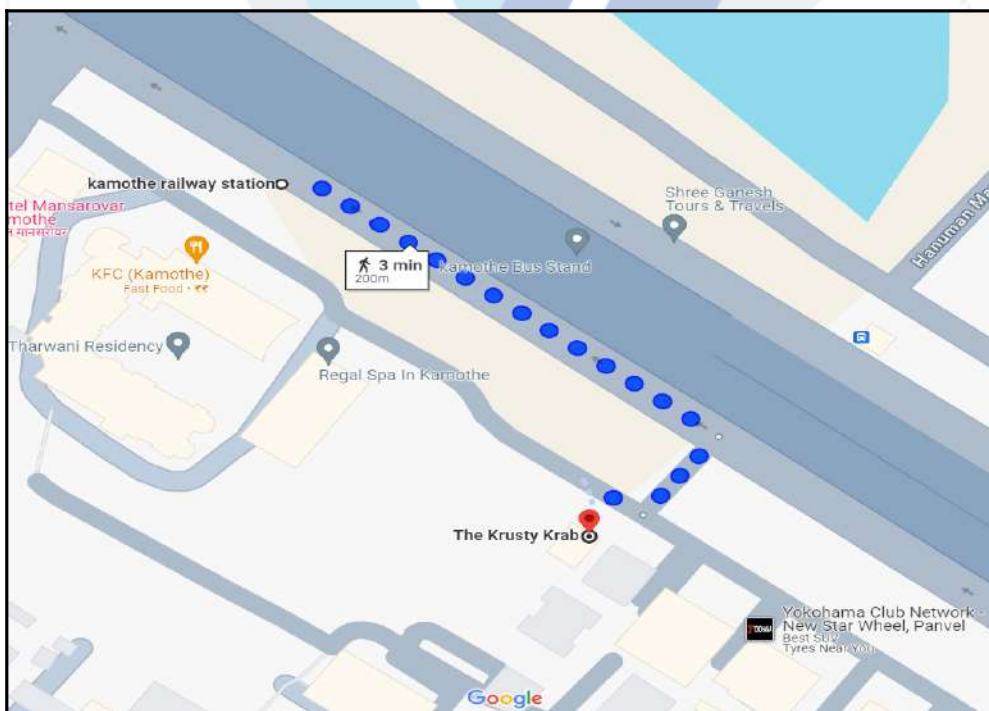 kamothe railway station
tel Mansarovar
mothe
ल मानसरोवर
KFC (Kamothe)
Fast Food • ₹₹
3 min
200m
kamothe Bus Stand
Shree Ganesh
Tours & Travels
Hanuman Ma
Tharwani Residency
Regal Spa In Kamothe
The Krusty Krab
Yokohama Club Network -
New Star Wheel, Panvel
Best SUV
Tyres Near You
Google